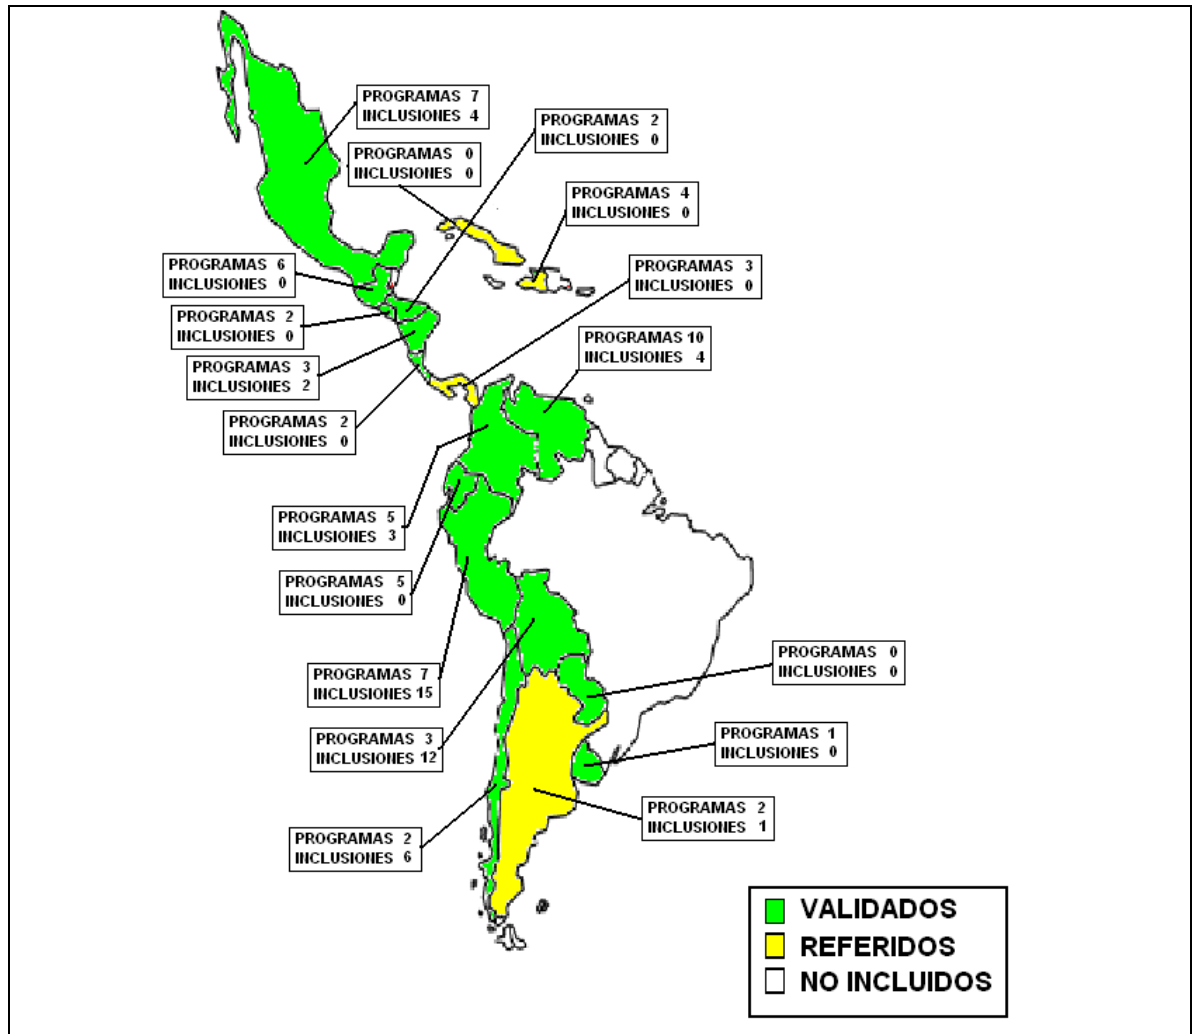 PROGRAMAS 7
INCLUSIONES 4
PROGRAMAS 2
INCLUSIONES 0
PROGRAMAS 0
INCLUSIONES 0
PROGRAMAS 4
INCLUSIONES 0
PROGRAMAS 6
INCLUSIONES 0
PROGRAMAS 3
INCLUSIONES 0
PROGRAMAS 2
INCLUSIONES 0
PROGRAMAS 10
INCLUSIONES 4
PROGRAMAS 3
INCLUSIONES 2
PROGRAMAS 2
INCLUSIONES 0
PROGRAMAS 5
INCLUSIONES 3
PROGRAMAS 5
INCLUSIONES 0
PROGRAMAS 0
INCLUSIONES 0
PROGRAMAS 7
INCLUSIONES 15
PROGRAMAS 3
INCLUSIONES 12
PROGRAMAS 1
INCLUSIONES 0
PROGRAMAS 2
INCLUSIONES 1
PROGRAMAS 2
INCLUSIONES 6
VALIDADOS
REFERIDOS
NO INCLUIDOS